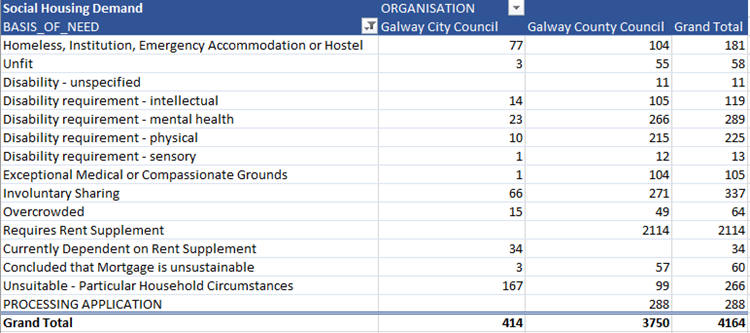 Social Housing Demand ORGANISATION
BASIS_OF_NEED Galway City Council Galway County Council Grand Total
Homeless, Institution, Emergency Accommodation or Hostel 77 104 181
Unfit 3 55 58
Disability - unspecified 11 11
Disability requirement - intellectual 14 105 119
Disability requirement - mental health 23 266 289
Disability requirement - physical 10 215 225
Disability requirement - sensory 1 12 13
Exceptional Medical or Compassionate Grounds 1 104 105
Involuntary Sharing 66 271 337
Overcrowded 15 49 64
Requires Rent Supplement 2114 2114
Currently Dependent on Rent Supplement 34 34
Concluded that Mortgage is unsustainable 3 57 60
Unsuitable - Particular Household Circumstances 167 99 266
PROCESSING APPLICATION 288 288
Grand Total 414 3750 4164